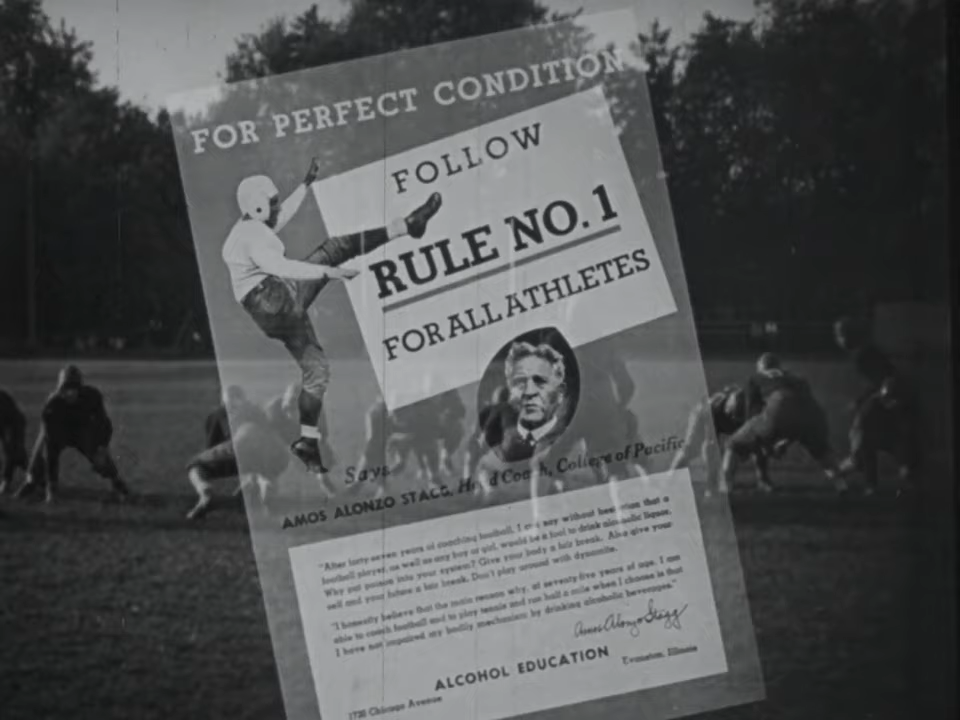 FOR PERFECT CONDITION
FOLLOW
RULE NO. 1
FOR ALL ATHLETES
Says
AMOS ALONZO STAGG, Head Coach, College of Pacific
"After forty-seven years of coaching football, I can say without hesitation that a
football player, as well as any boy or girl, would be a fool to drink alcoholic liquor.
Why put poison into your system? Give your body a fair break. Also give your-
self and your future a fair break. Don't play around with dynamite.
"I honestly believe that the main reason why, at seventy-five years of age, I am
able to coach football and to play tennis and run half a mile when I choose is that
I have not impaired my bodily mechanism by drinking alcoholic beverages."
Amos Alonzo Stagg
ALCOHOL EDUCATION
1730 Chicago Avenue
Evanston, Illinois